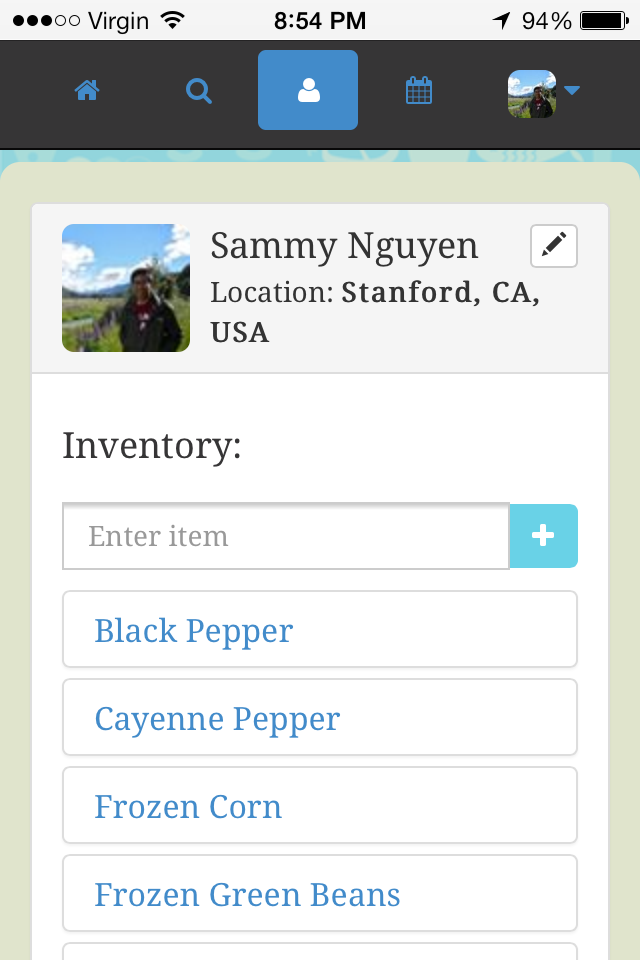 Virgin 8:54 PM 94%
Sammy Nguyen
Location: Stanford, CA,
USA
Inventory:
Enter item
Black Pepper
Cayenne Pepper
Frozen Corn
Frozen Green Beans